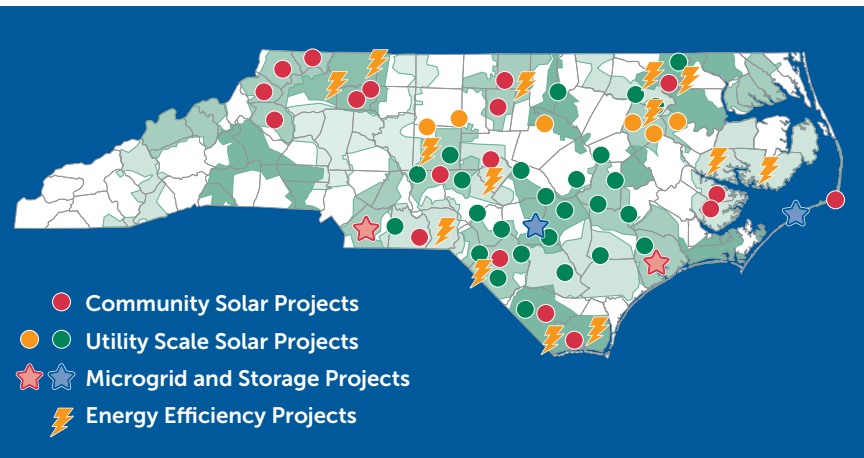 Community Solar Projects
Utility Scale Solar Projects
Microgrid and Storage Projects
Energy Efficiency Projects